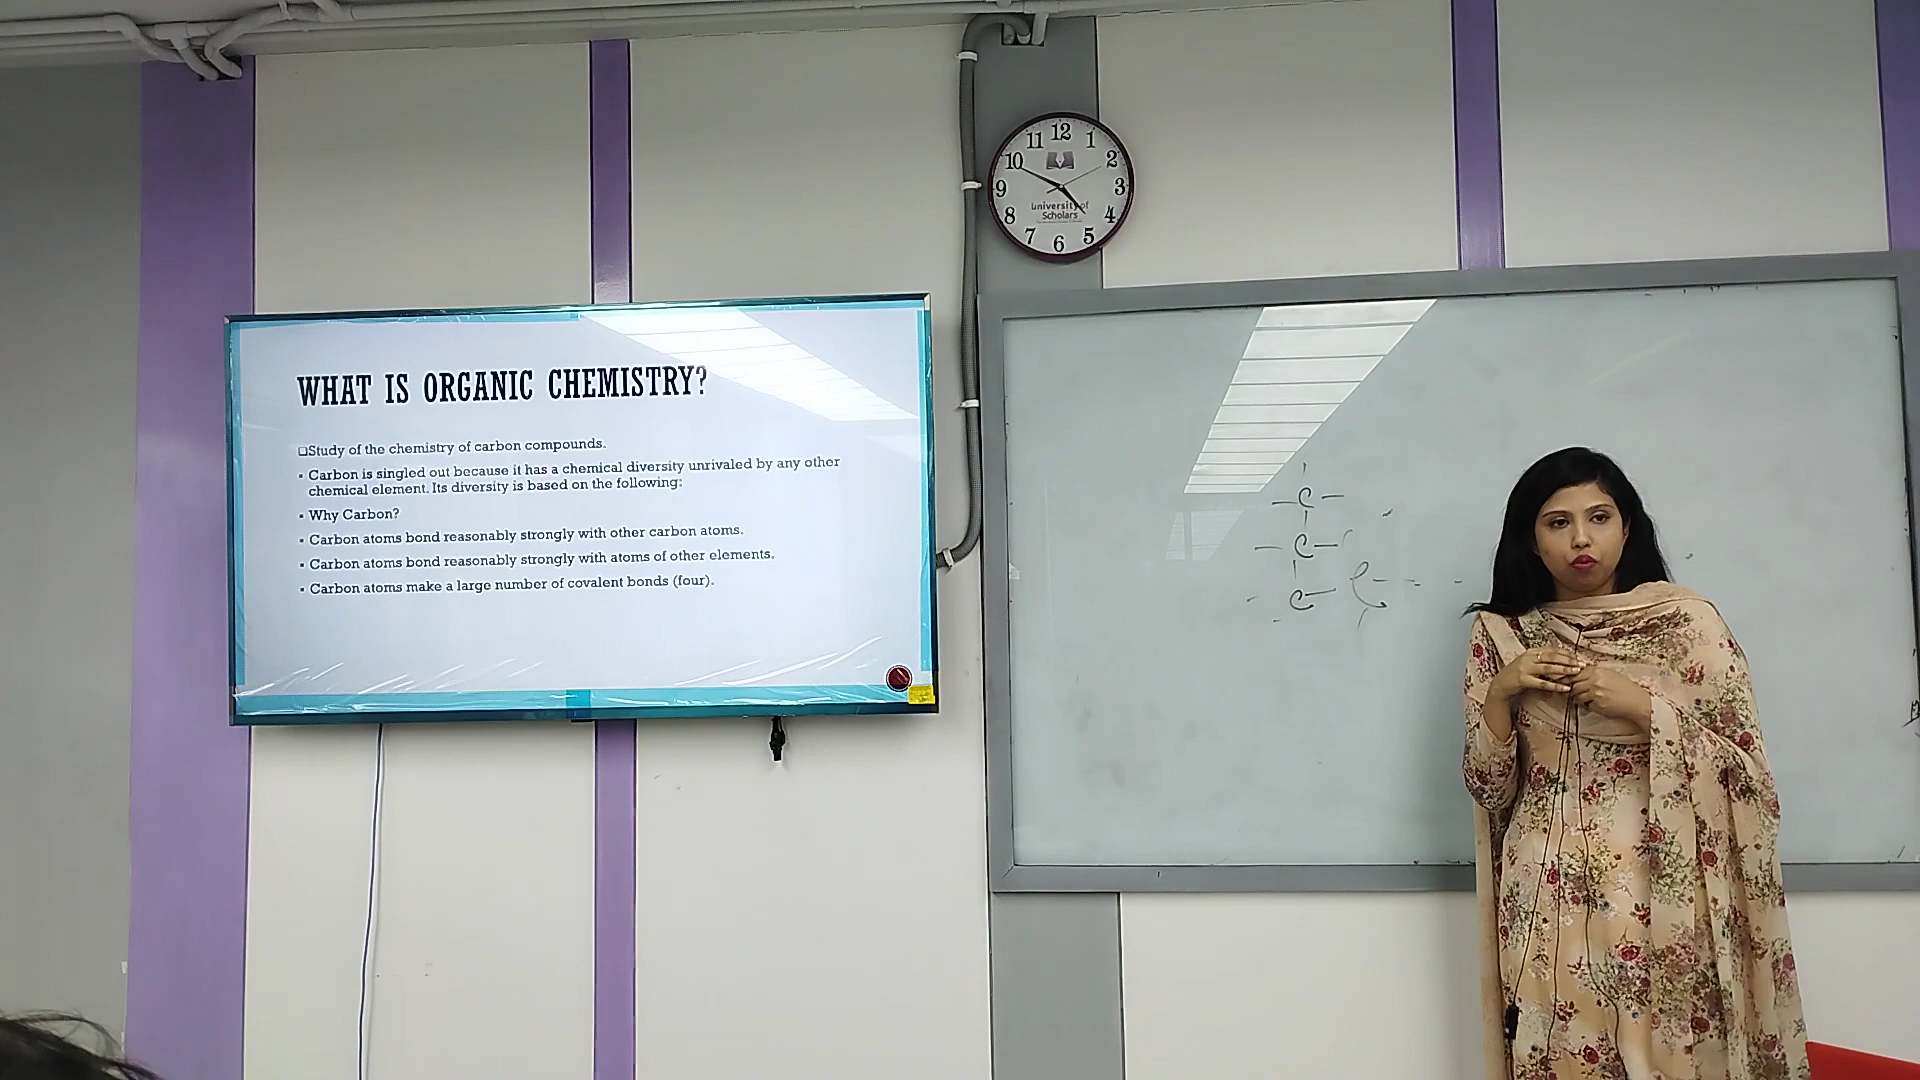 WHAT IS ORGANIC CHEMISTRY?
❑Study of the chemistry of carbon compounds.
▪ Carbon is singled out because it has a chemical diversity unrivaled by any other
chemical element. Its diversity is based on the following:
▪ Why Carbon?
▪ Carbon atoms bond reasonably strongly with other carbon atoms.
▪ Carbon atoms bond reasonably strongly with atoms of other elements.
▪ Carbon atoms make a large number of covalent bonds (four).
12
11 1
10 2
9 3
8 4
7 5
6
University of
Scholars
– C –
– C –
C – C –